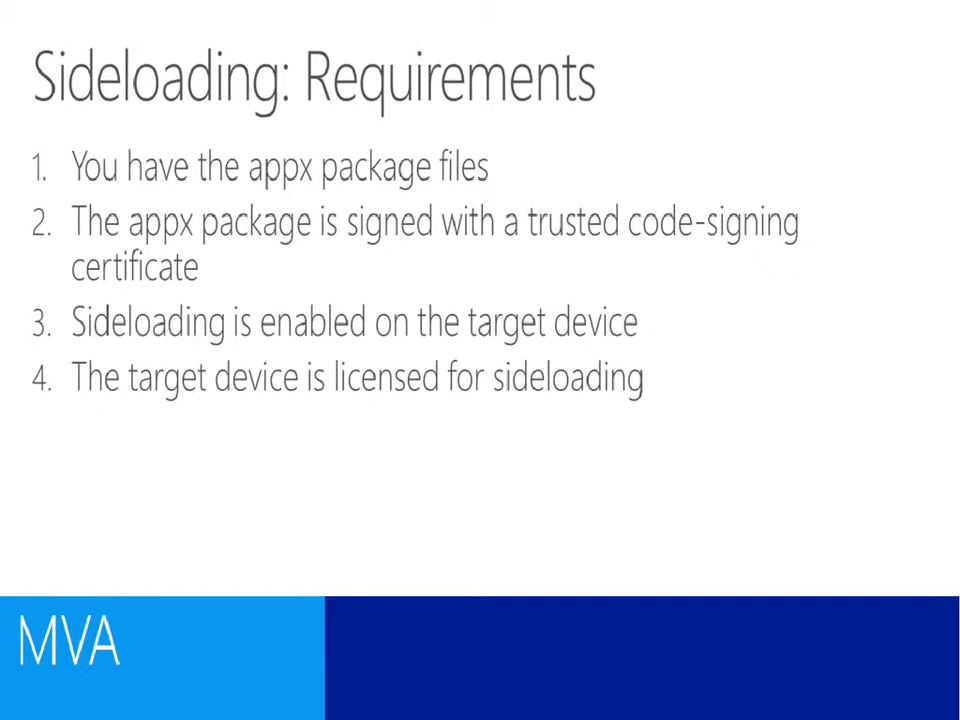 Sideloading: Requirements
1. You have the appx package files
2. The appx package is signed with a trusted code-signing
certificate
3. Sideloading is enabled on the target device
4. The target device is licensed for sideloading
MVA